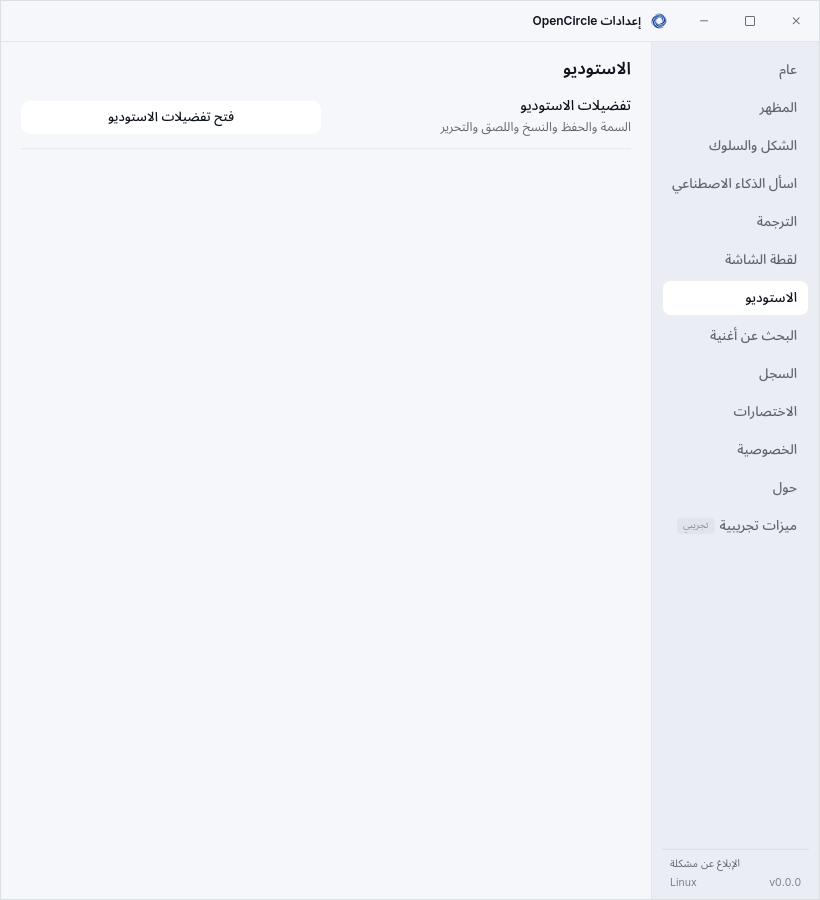 إعدادات OpenCircle
عام
المظهر
الشكل والسلوك
اسأل الذكاء الاصطناعي
الترجمة
لقطة الشاشة
الاستوديو
البحث عن أغنية
السجل
الاختصارات
الخصوصية
حول
ميزات تجريبية تجريبي
الإبلاغ عن مشكلة
v0.0.0 Linux
الاستوديو
تفضيلات الاستوديو
السمة والحفظ والنسخ واللصق والتحرير
فتح تفضيلات الاستوديو